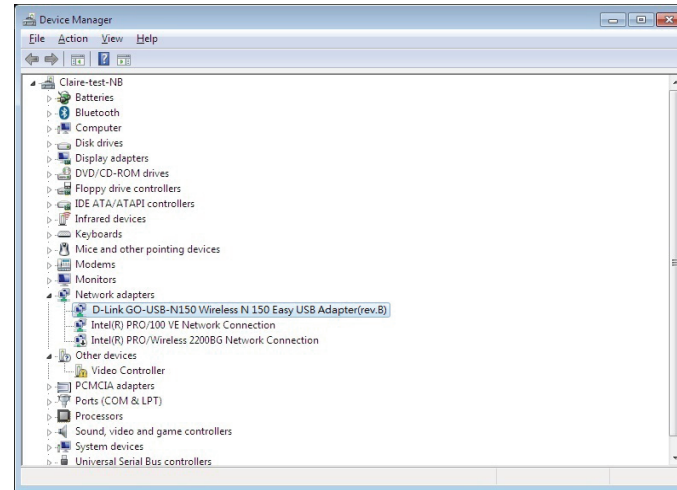 Device Manager
File Action View Help
Claire-test-NB
Batteries
Bluetooth
Computer
Disk drives
Display adapters
DVD/CD-ROM drives
Floppy drive controllers
IDE ATA/ATAPI controllers
Infrared devices
Keyboards
Mice and other pointing devices
Modems
Monitors
Network adapters
D-Link GO-USB-N150 Wireless N 150 Easy USB Adapter(rev.B)
Intel(R) PRO/100 VE Network Connection
Intel(R) PRO/Wireless 2200BG Network Connection
Other devices
Video Controller
PCMCIA adapters
Ports (COM & LPT)
Processors
Sound, video and game controllers
System devices
Universal Serial Bus controllers